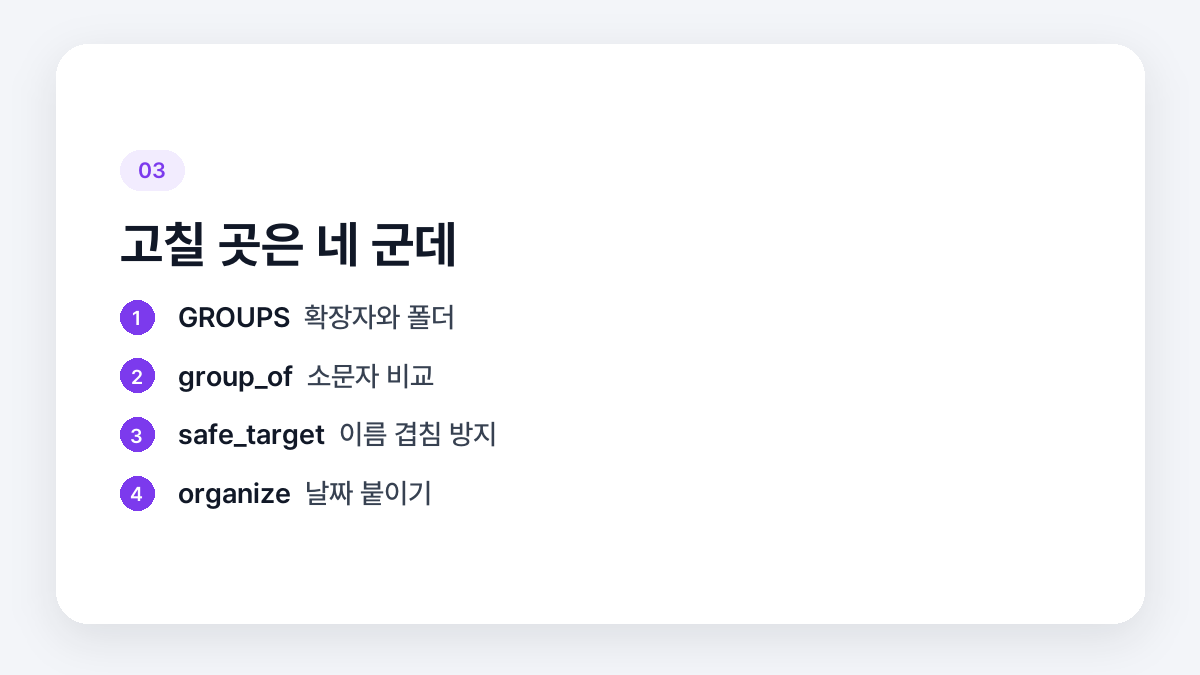 03
고칠 곳은 네 군데
1 GROUPS 확장자와 폴더
2 group_of 소문자 비교
3 safe_target 이름 겹침 방지
4 organize 날짜 붙이기